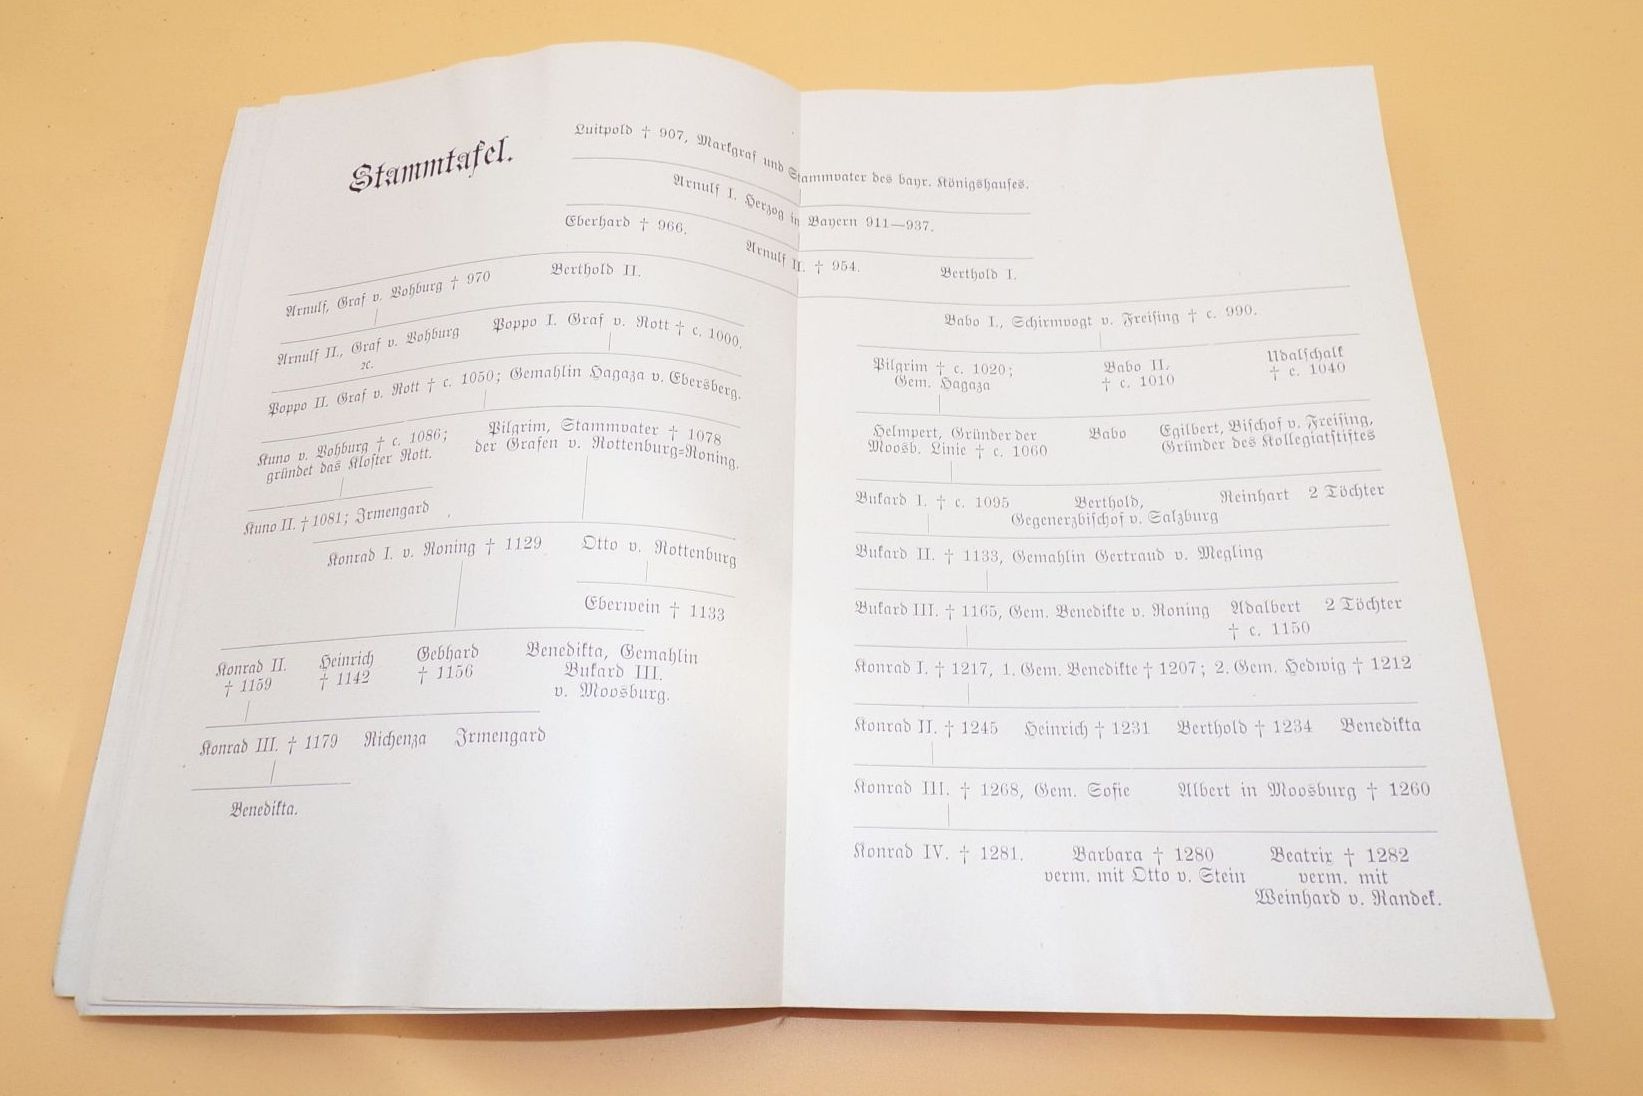 Stammtafel.
Luitpold † 907, Markgraf und Stammvater des bayr. Königshauses.
Arnulf I. Herzog in Bayern 911—937.
Eberhard † 966.
Arnulf II. † 954.
Berthold I.
Arnulf, Graf v. Vohburg † 970
Berthold II.
Arnulf II., Graf v. Vohburg
ꝛc.
Poppo I. Graf v. Rott † c. 1000.
Poppo II. Graf v. Rott † c. 1050; Gemahlin Hagaza v. Ebersberg.
Kuno v. Vohburg † c. 1086;
gründet das Kloster Rott.
Pilgrim, Stammvater † 1078
der Grafen v. Rottenburg=Roning.
Kuno II. † 1081; Irmengard
Konrad I. v. Roning † 1129
Otto v. Rottenburg
Eberwein † 1133
Konrad II.
† 1159
Heinrich
† 1142
Gebhard
† 1156
Benedikta, Gemahlin
Bukard III.
v. Moosburg.
Konrad III. † 1179 Richenza Irmengard
Benedikta.
Babo I., Schirmvogt v. Freising † c. 990.
Pilgrim † c. 1020;
Gem. Hagaza
Babo II.
† c. 1010
Udalschalk
† c. 1040
Helmpert, Gründer der
Moosb. Linie † c. 1060
Babo
Egilbert, Bischof v. Freising,
Gründer des Kollegiatstiftes
Bukard I. † c. 1095
Berthold,
Gegenerzbischof v. Salzburg
Reinhart 2 Töchter
Bukard II. † 1133, Gemahlin Gertraud v. Megling
Bukard III. † 1165, Gem. Benedikte v. Roning
Adalbert
† c. 1150
2 Töchter
Konrad I. † 1217, 1. Gem. Benedikte † 1207; 2. Gem. Hedwig † 1212
Konrad II. † 1245 Heinrich † 1231 Berthold † 1234 Benedikta
Konrad III. † 1268, Gem. Sofie Albert in Moosburg † 1260
Konrad IV. † 1281.
Barbara † 1280
verm. mit Otto v. Stein
Beatrix † 1282
verm. mit
Weinhard v. Randek.